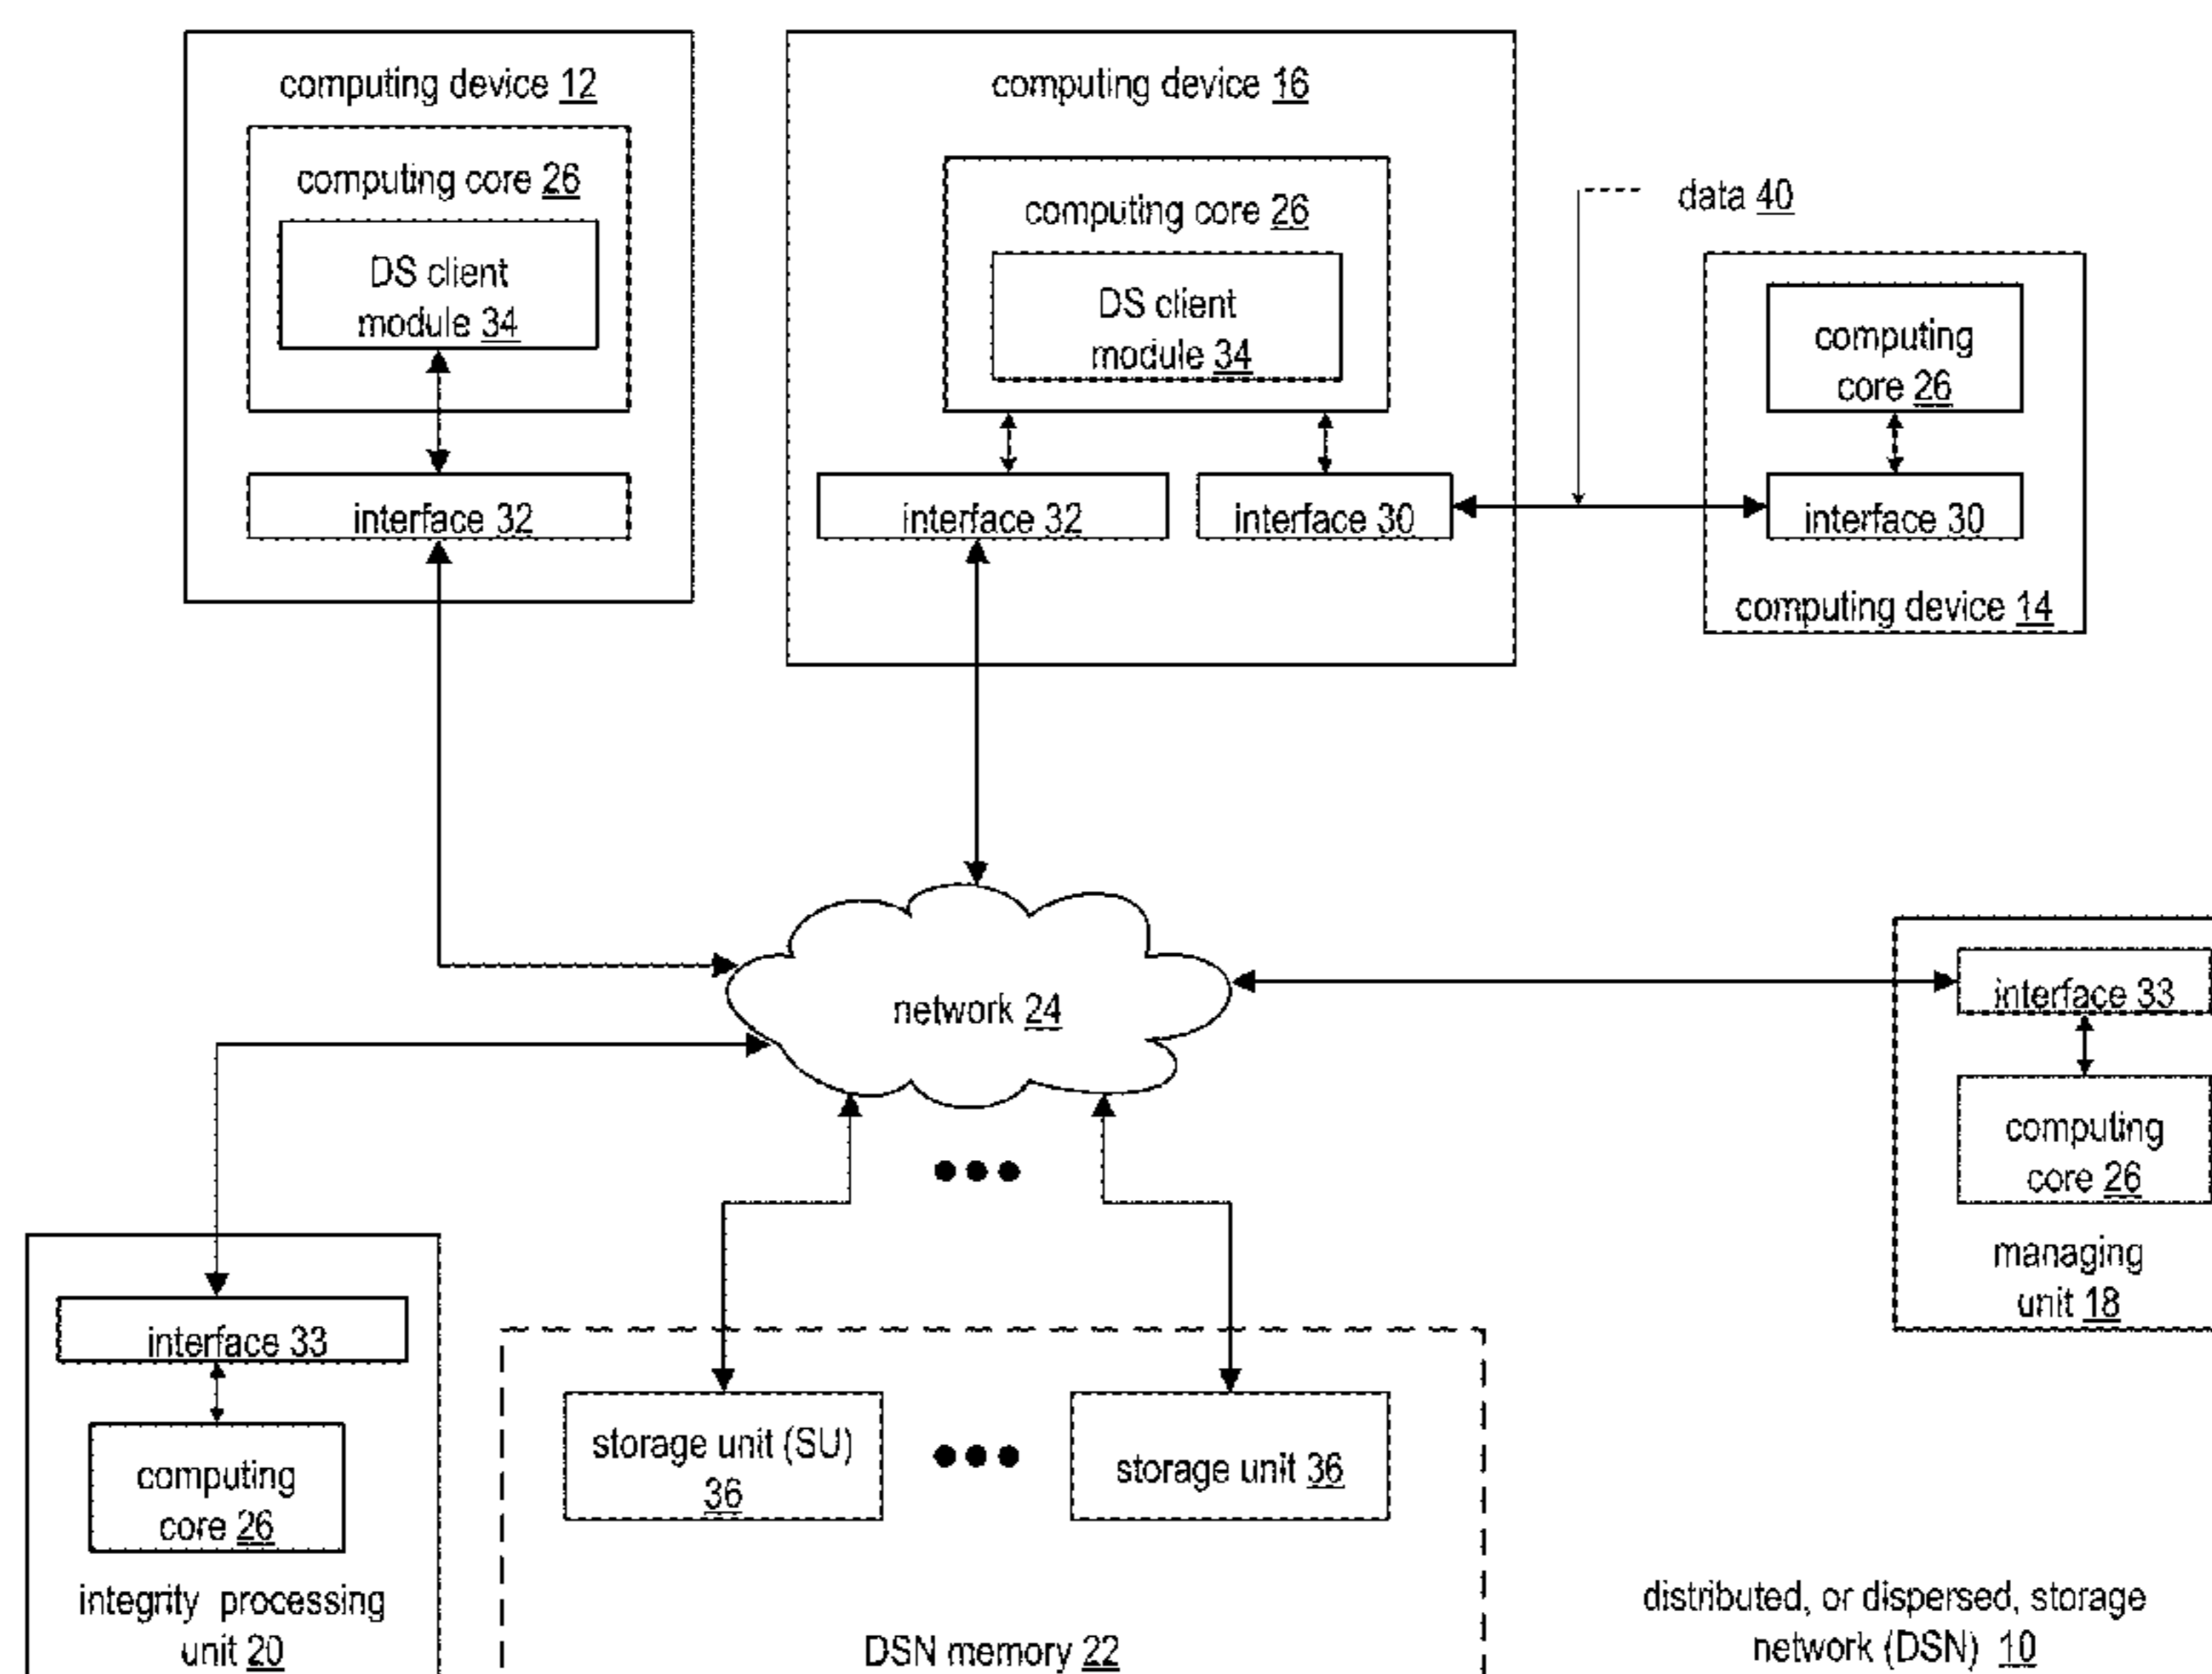 computing device 12
computing core 26
DS client
module 34
interface 32
computing device 16
computing core 26
DS client
module 34
interface 32
interface 30
data 40
computing
core 26
interface 30
computing device 14
network 24
interface 33
computing
core 26
managing
unit 18
interface 33
computing
core 26
integrity processing
unit 20
storage unit (SU)
36
storage unit 36
DSN memory 22
distributed, or dispersed, storage
network (DSN) 10